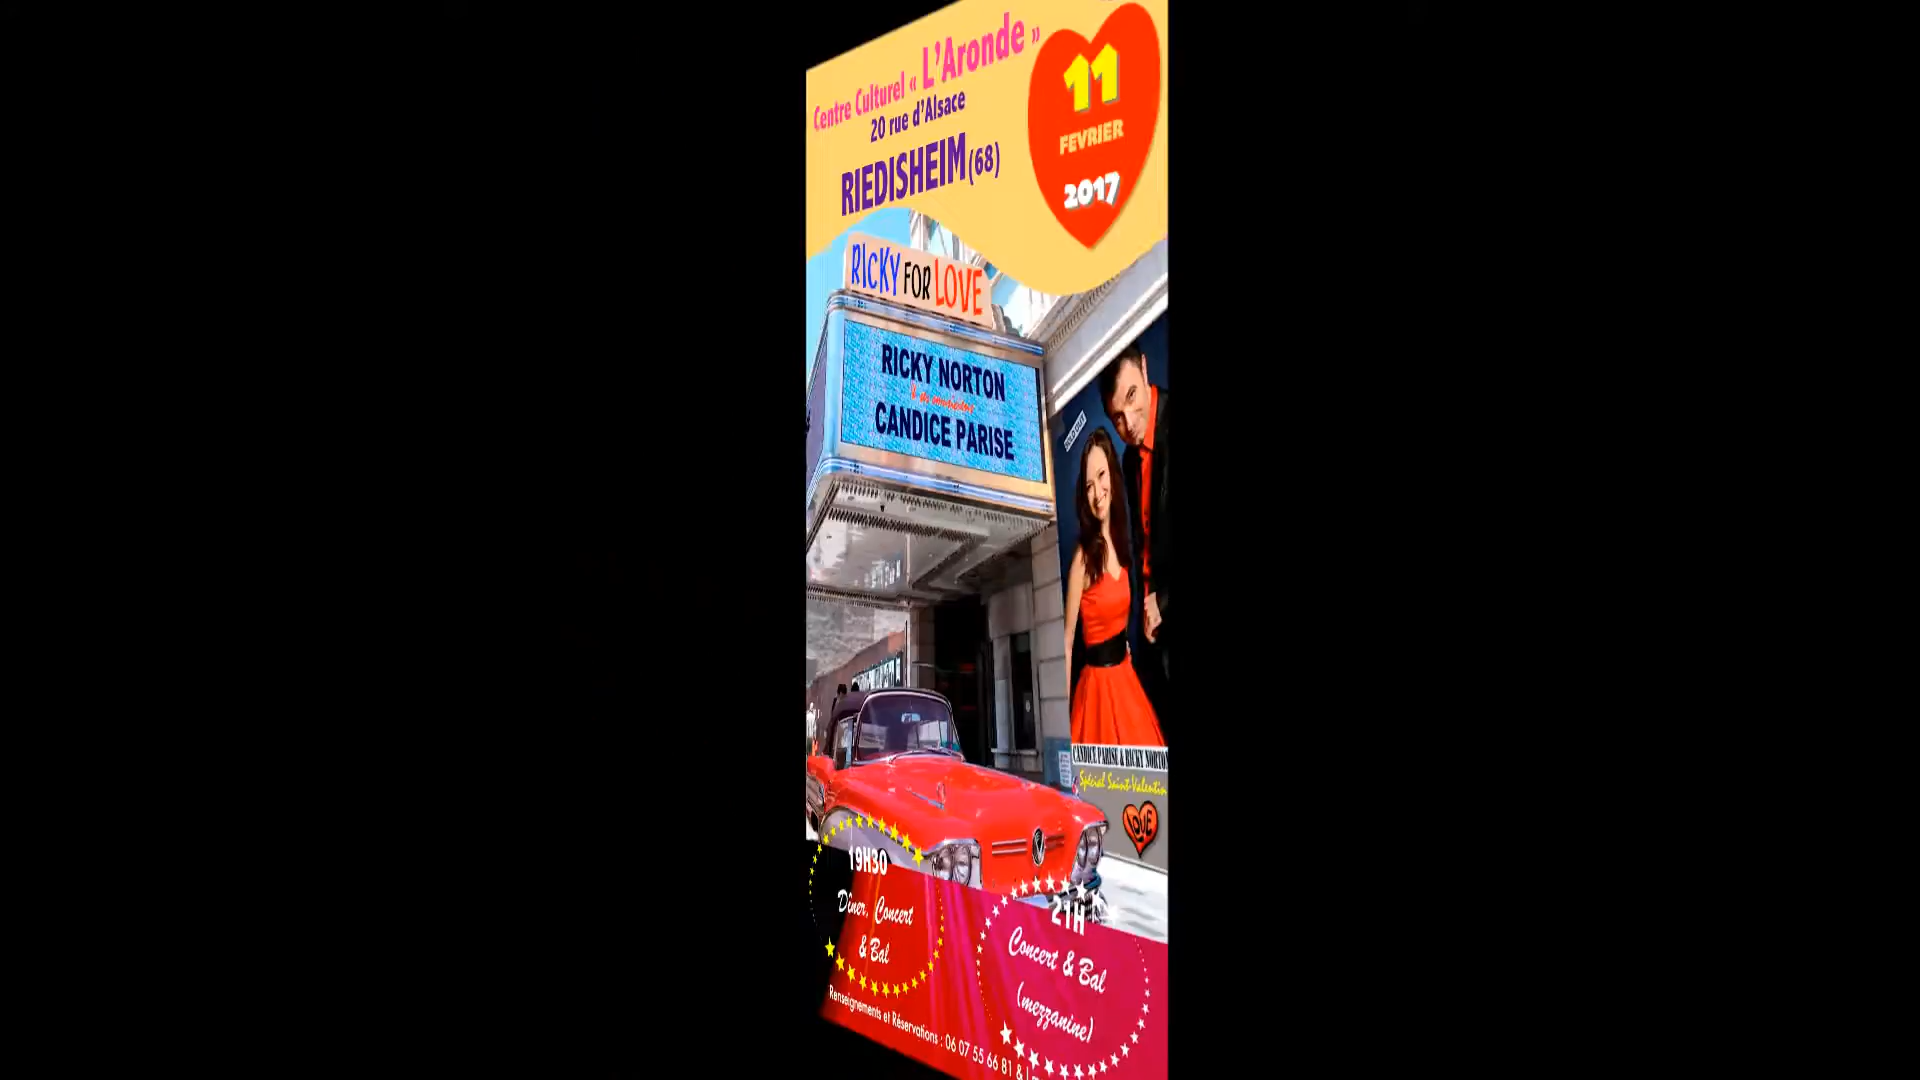 Centre Culturel « L'Aronde »
20 rue d'Alsace
RIEDISHEIM (68)
11
FEVRIER
2017
RICKY FOR LOVE
RICKY NORTON
CANDICE PARISE
CANDICE PARISE & RICKY NORTON
Spécial Saint-Valentin
LOVE
19H30
Dîner, Concert
& Bal
21H
Concert & Bal
(mezzanine)
Renseignements et Réservations : 06 07 55 66 81 &